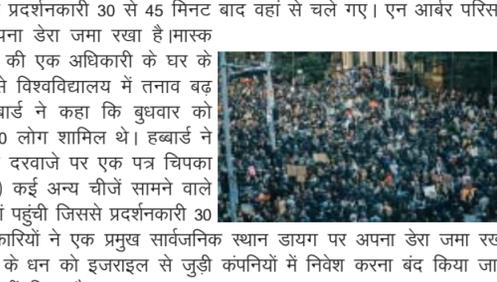 प्रदर्शनकारी 30 से 45 मिनट बाद वहां से चले गए। एन आर्बर परिस
पना डेरा जमा रखा है।मास्क
की एक अधिकारी के घर के
से विश्वविद्यालय में तनाव बढ़
बार्ड ने कहा कि बुधवार को
0 लोग शामिल थे। हब्बार्ड ने
दरवाजे पर एक पत्र चिपका
) कई अन्य चीजें सामने वाले
ां पहुंची जिससे प्रदर्शनकारी 30
कारियों ने एक प्रमुख सार्वजनिक स्थान डायग पर अपना डेरा जमा रख
के धन को इजराइल से जुड़ी कंपनियों में निवेश करना बंद किया जा